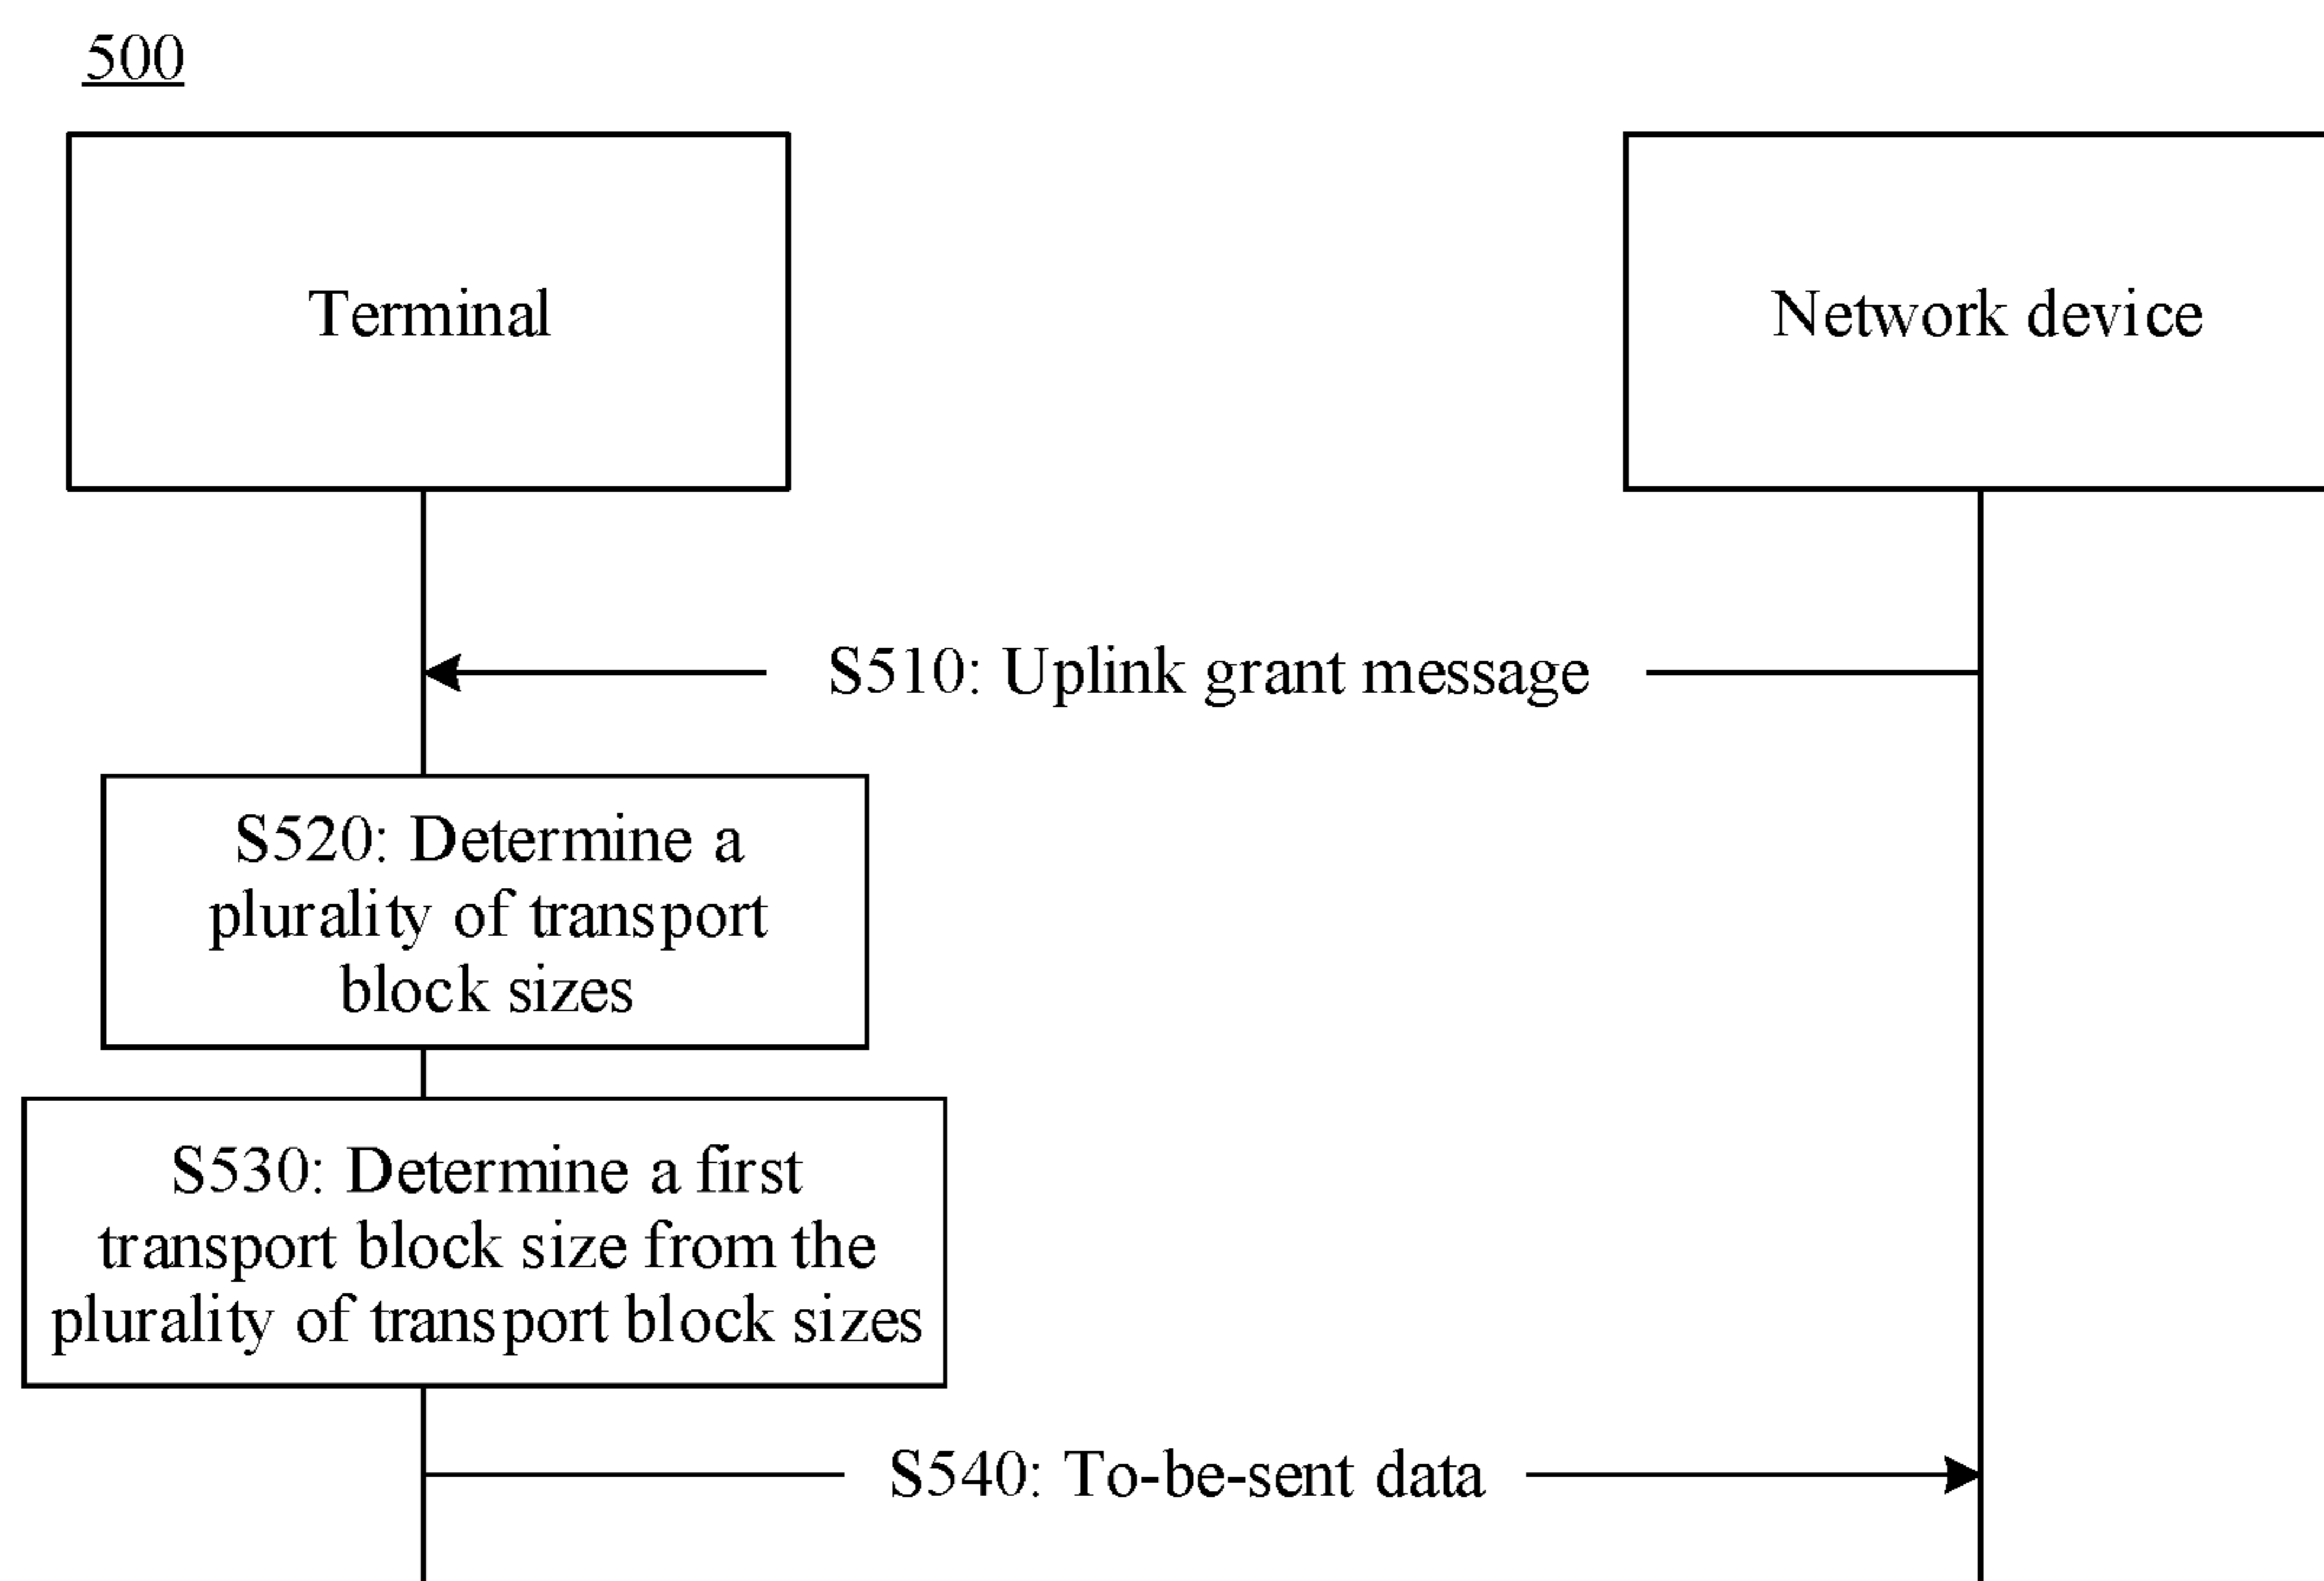 500
Terminal
Network device
S510: Uplink grant message
S520: Determine a
plurality of transport
block sizes
S530: Determine a first
transport block size from the
plurality of transport block sizes
S540: To-be-sent data